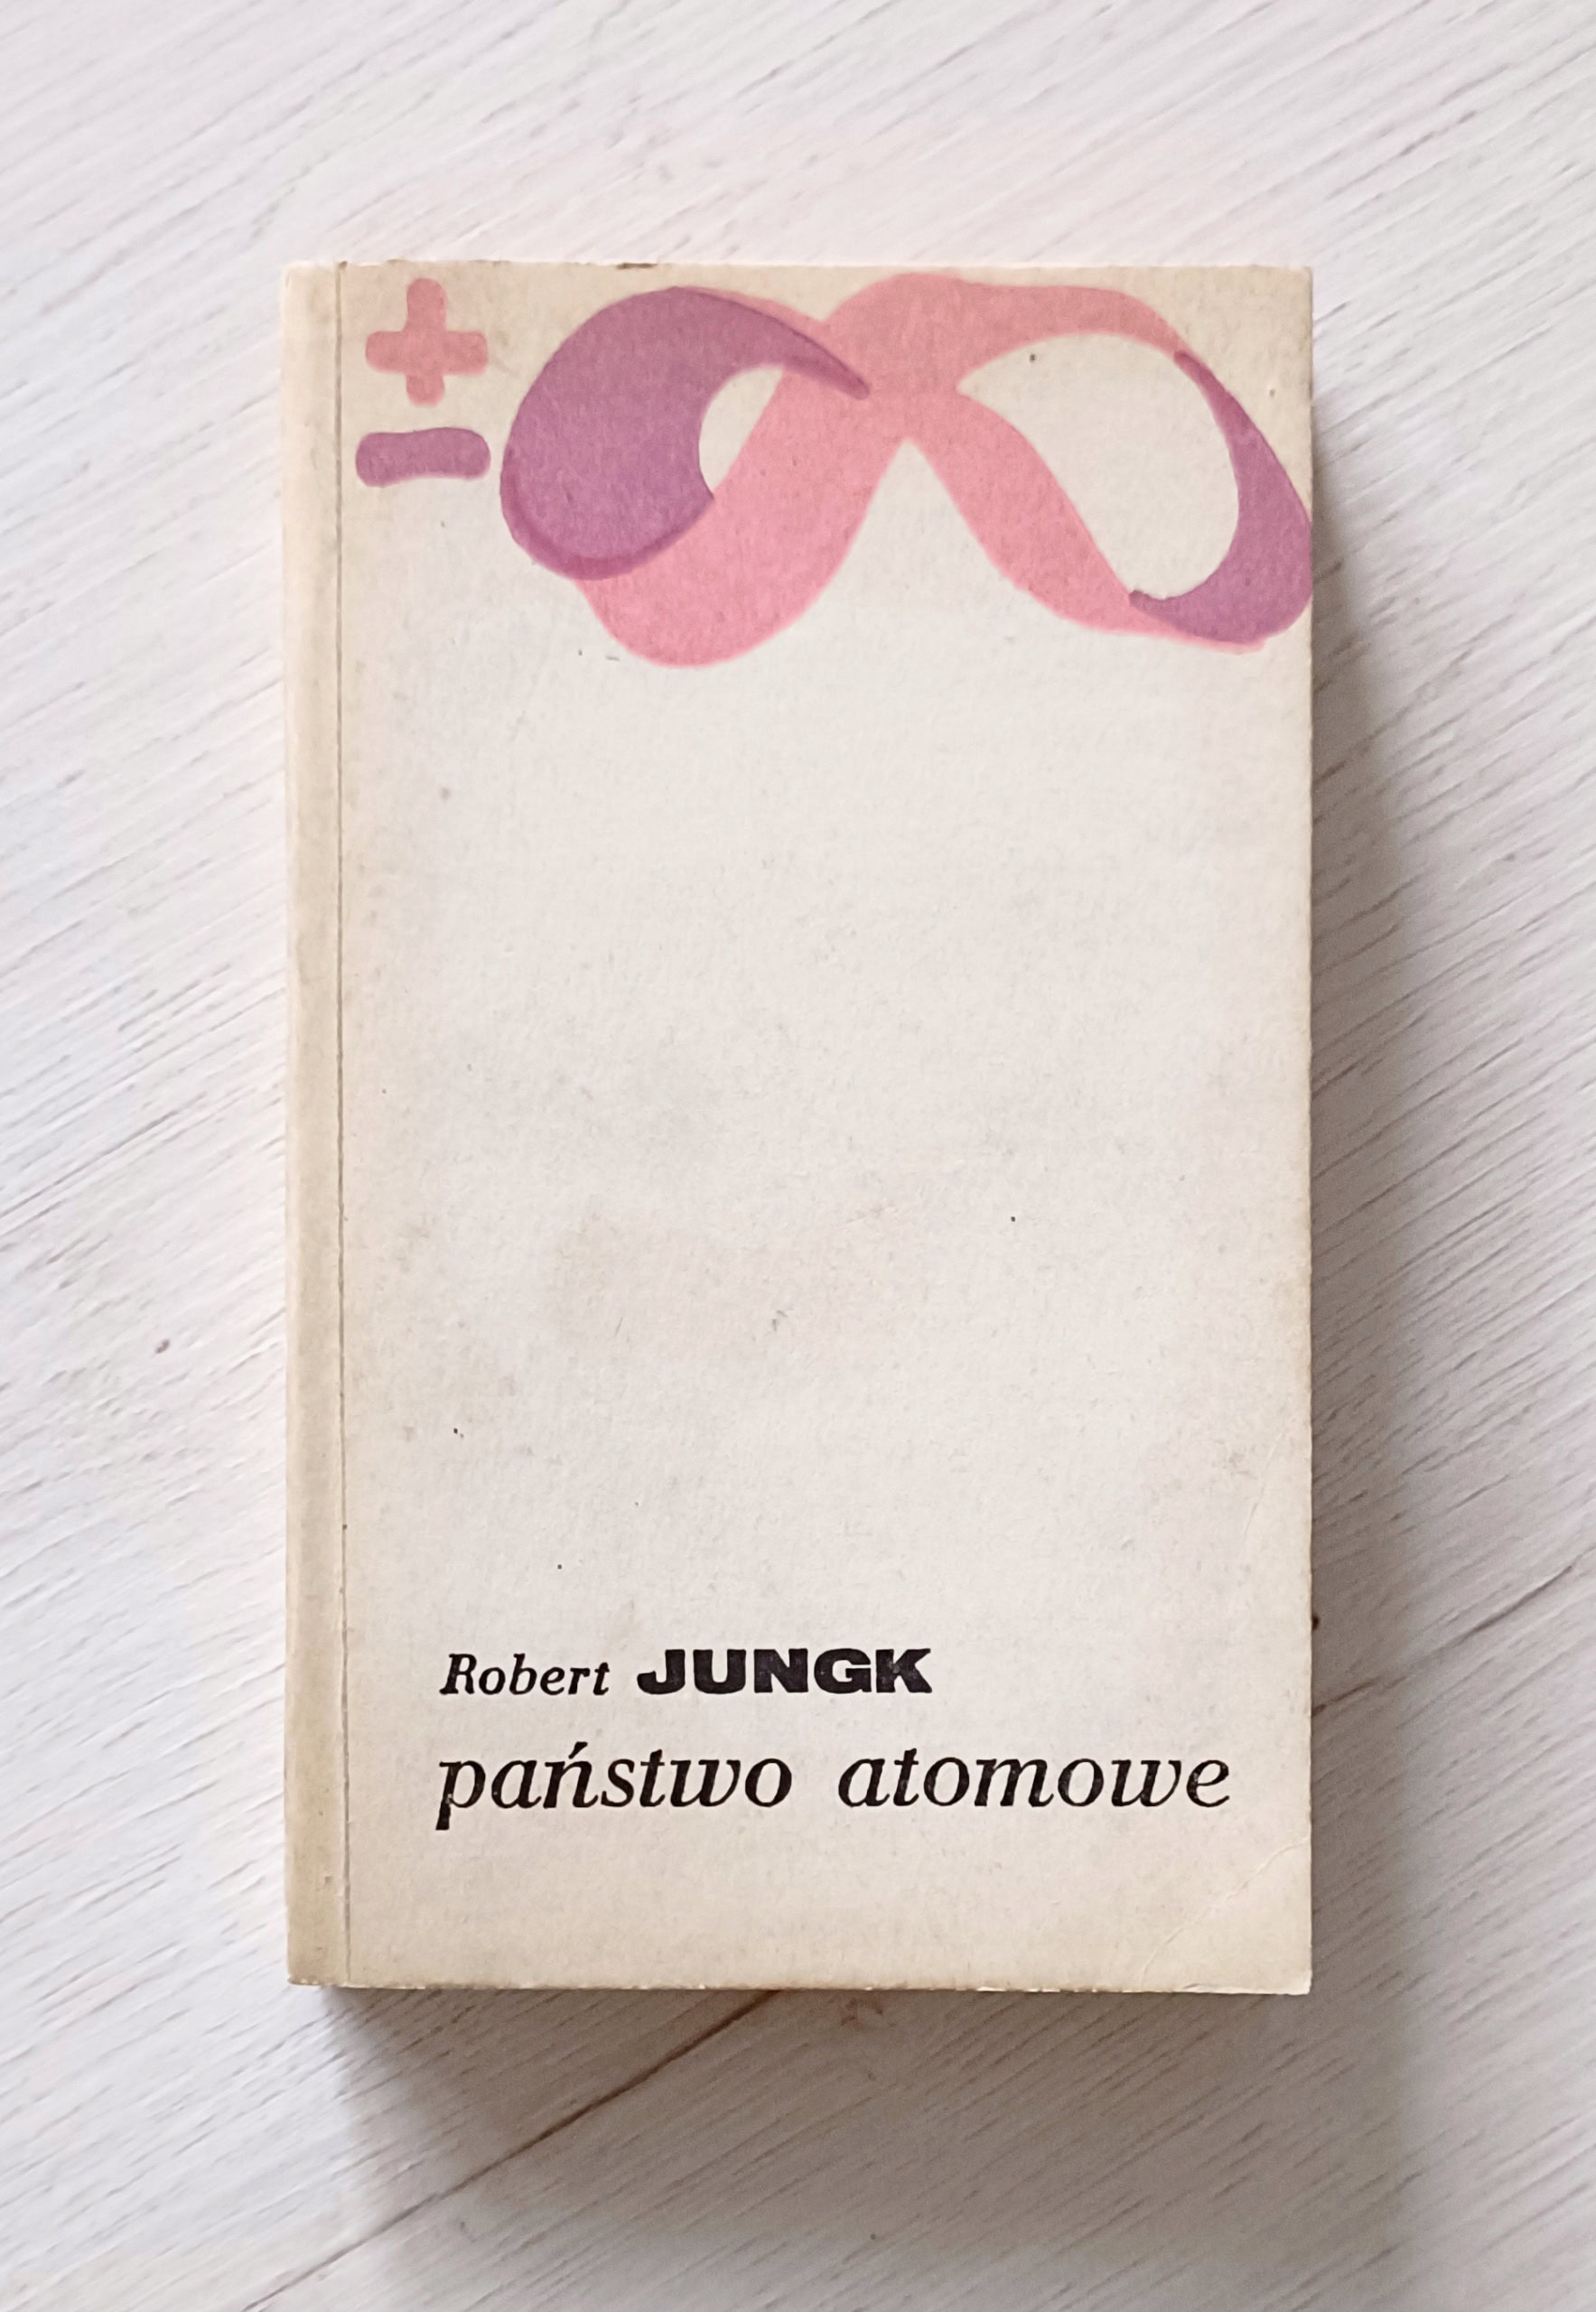 ± ∞
Robert JUNGK
państwo atomowe